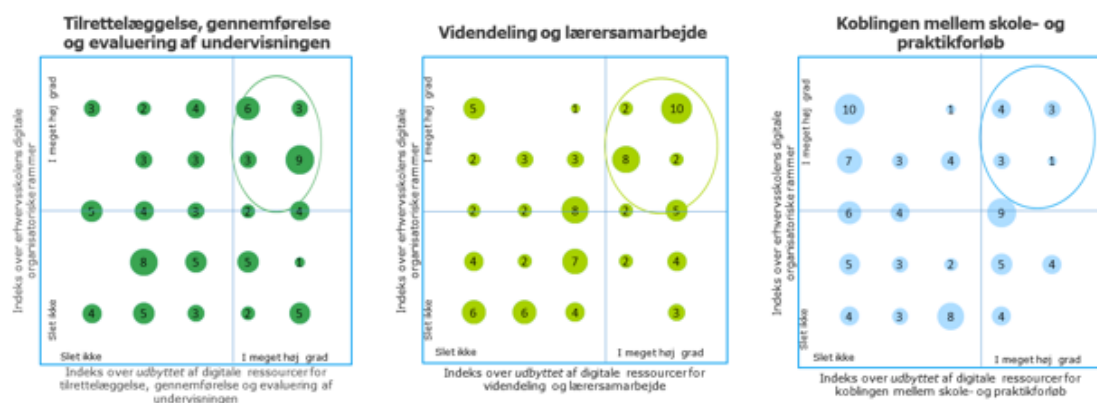 Tilrettelæggelse, gennemførelse
og evaluering af undervisningen
Indeks over erhvervsskolens digitale
organisatoriske rammer
I meget høj grad
Slet ikke
3 2 4 6 3
3 3 3 9
5 4 3 2 4
8 5 5 1
4 5 3 2 5
Slet ikke
I meget høj grad
Indeks over udbyttet af digitale ressourcer for
tilrettelæggelse, gennemførelse og evaluering af
undervisningen
Videndeling og lærersamarbejde
Indeks over erhvervsskolens digitale
organisatoriske rammer
I meget høj grad
Slet ikke
5 1 2 10
2 3 3 8 2
2 2 8 2 5
4 2 7 2 4
6 6 4 3
Slet ikke
I meget høj grad
Indeks over udbyttet af digitale ressourcer for
videndeling og lærersamarbejde
Koblingen mellem skole- og
praktikforløb
Indeks over erhvervsskolens digitale
organisatoriske rammer
I meget høj grad
Slet ikke
10 1 4 3
7 3 4 3 1
6 4 9
5 3 2 5 4
4 3 8 4
Slet ikke
I meget høj grad
Indeks over udbyttet af digitale ressourcer for
koblingen mellem skole- og praktikforløb